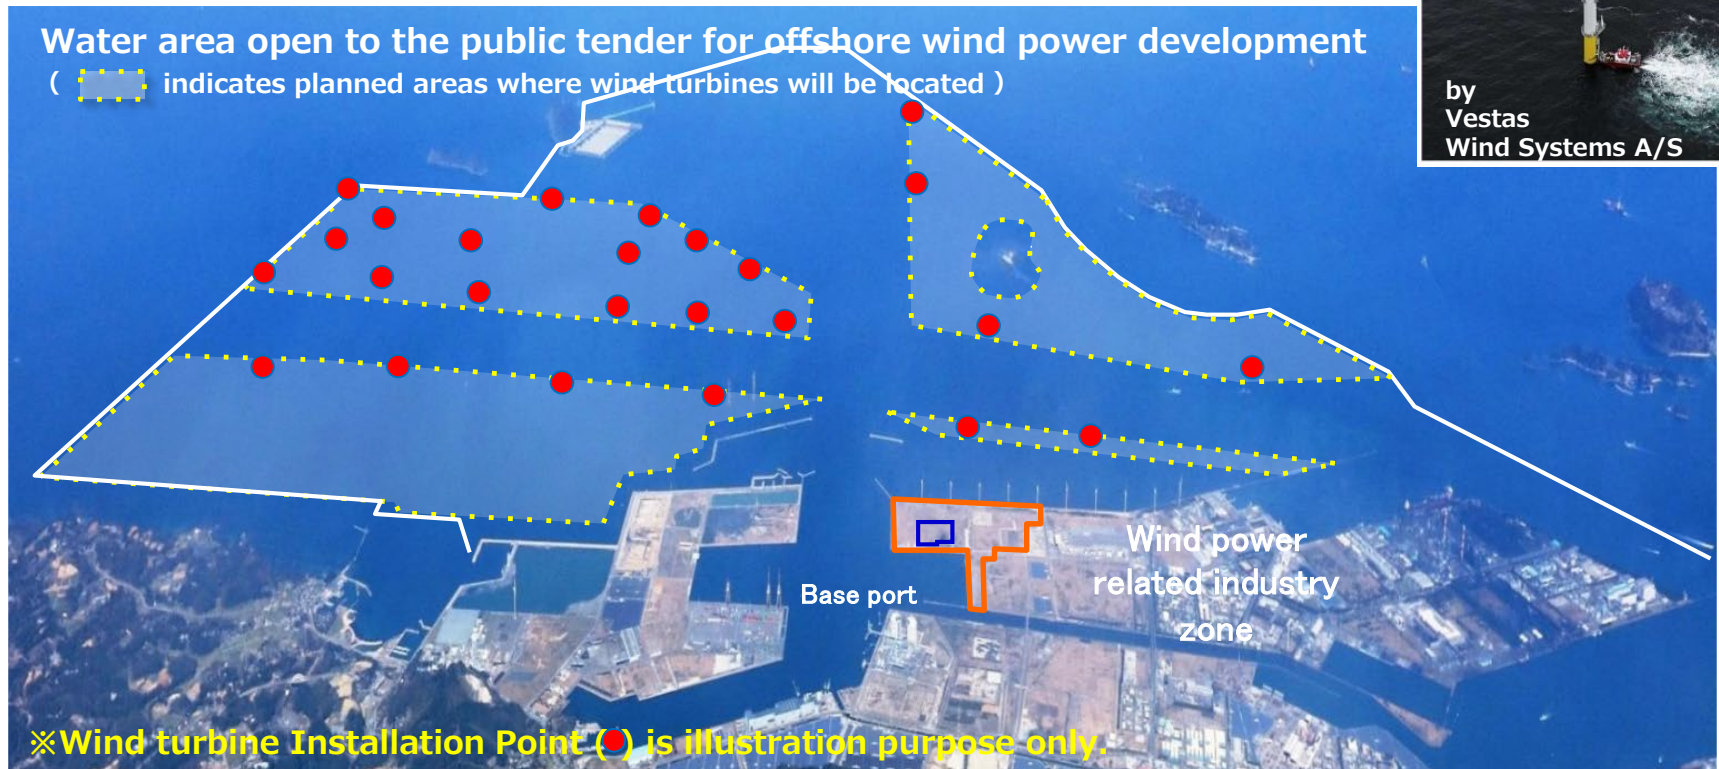 Water area open to the public tender for offshore wind power development
( indicates planned areas where wind turbines will be located )
by
Vestas
Wind Systems A/S
Wind power
related industry
zone
Base port
※Wind turbine Installation Point ( ) is illustration purpose only.